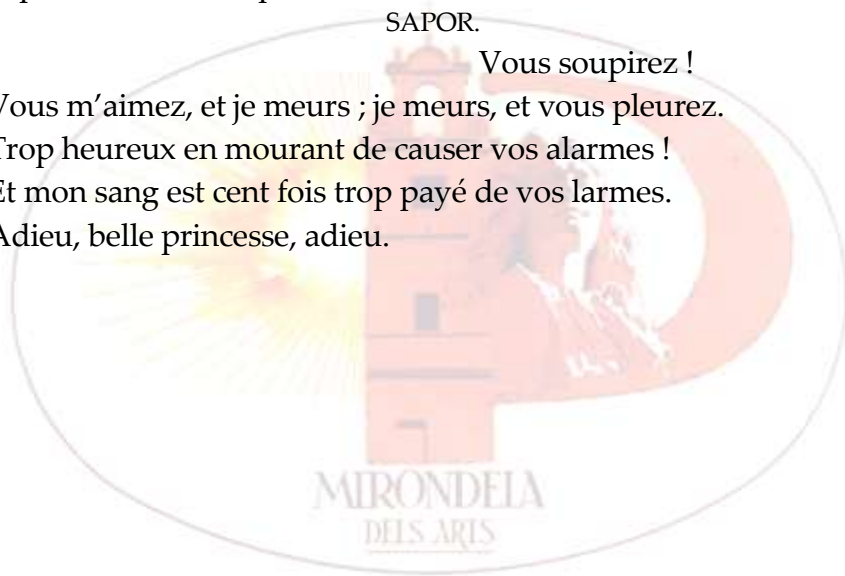 SAPOR.
Vous soupirez !
Vous m’aimez, et je meurs ; je meurs, et vous pleurez.
Trop heureux en mourant de causer vos alarmes !
Et mon sang est cent fois trop payé de vos larmes.
Adieu, belle princesse, adieu.
MIRONDELA
DELS ARTS